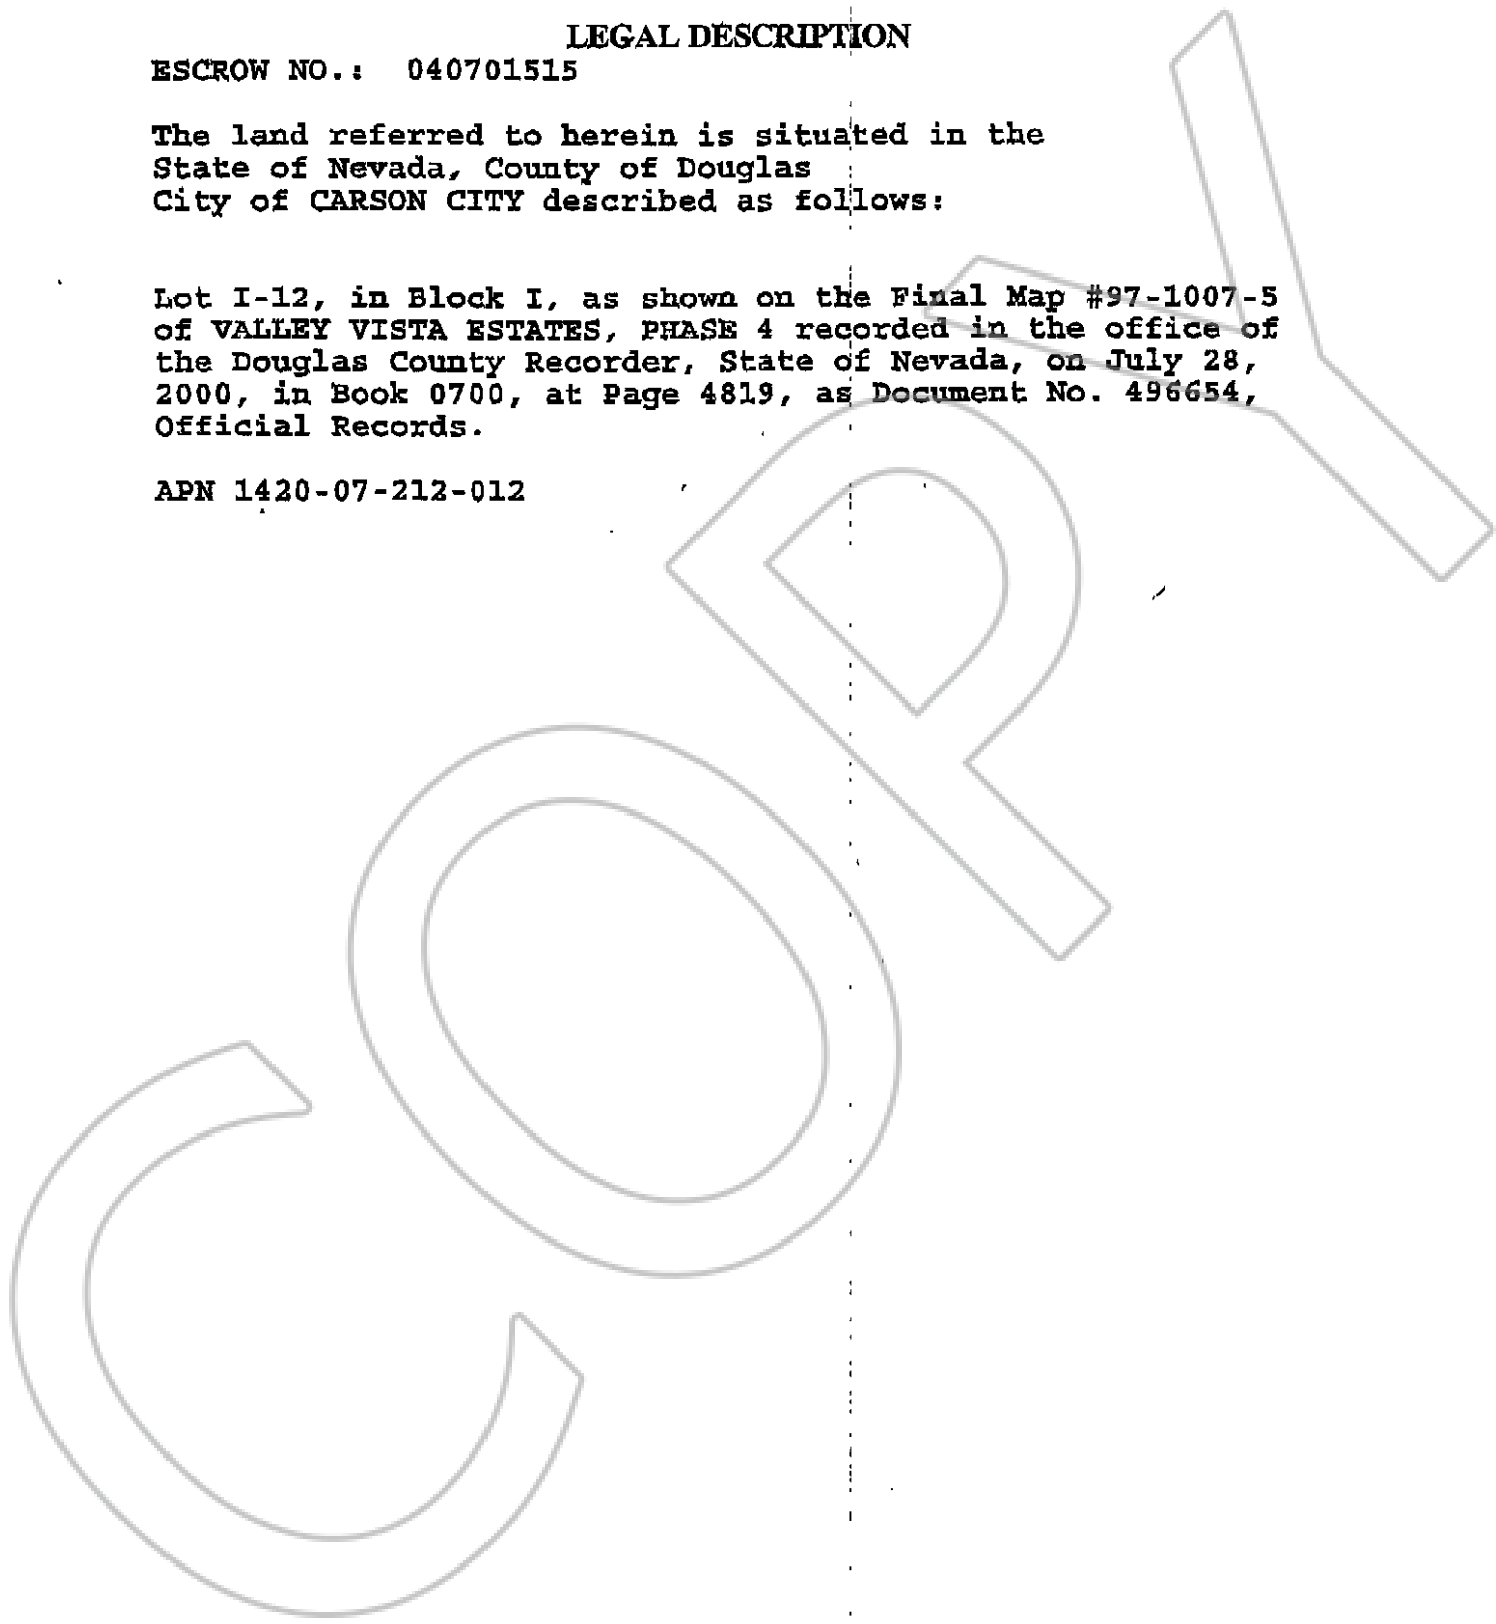 LEGAL DESCRIPTION
ESCROW NO.: 040701515
The land referred to herein is situated in the
State of Nevada, County of Douglas
City of CARSON CITY described as follows:
Lot I-12, in Block I, as shown on the Final Map #97-1007-5
of VALLEY VISTA ESTATES, PHASE 4 recorded in the office of
the Douglas County Recorder, State of Nevada, on July 28,
2000, in Book 0700, at Page 4819, as Document No. 496654,
Official Records.
APN 1420-07-212-012
COPY